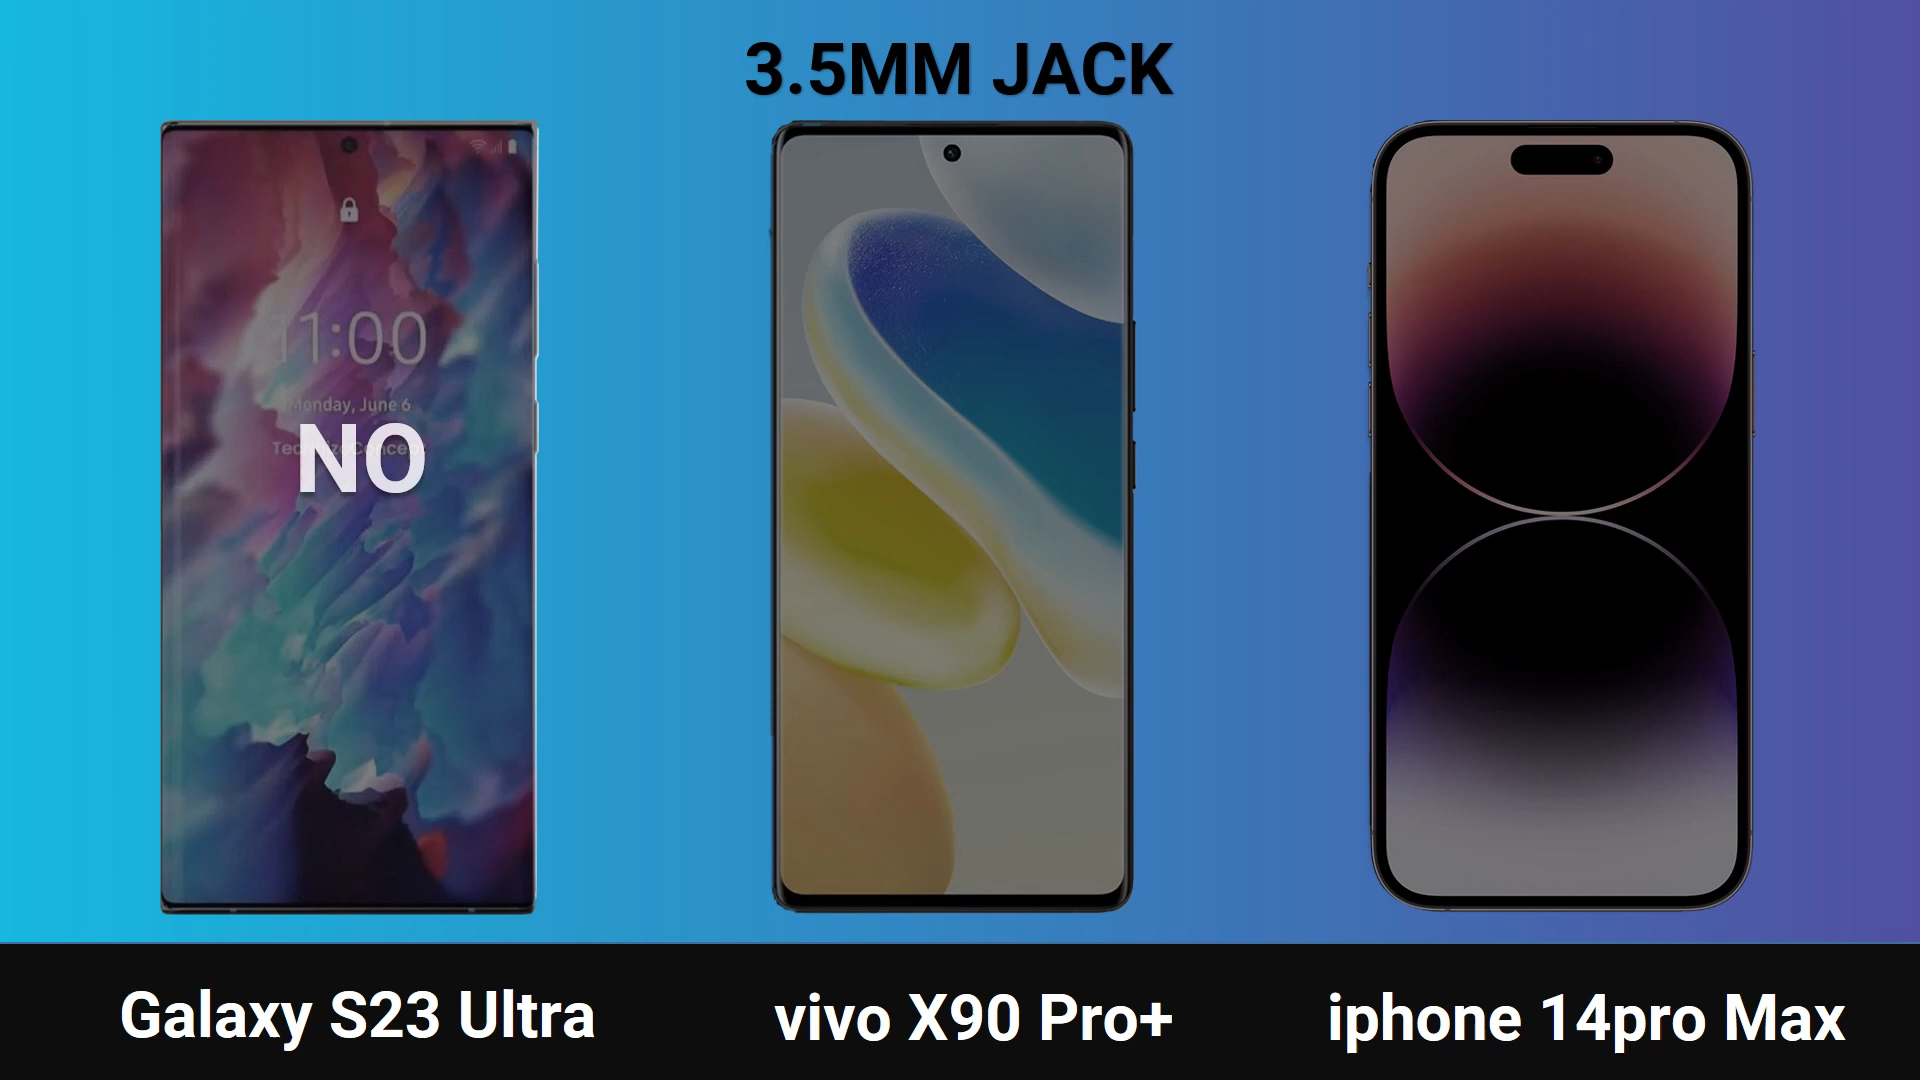 3.5MM JACK
11:00
Monday, June 6
NO
Galaxy S23 Ultra
vivo X90 Pro+
iphone 14pro Max